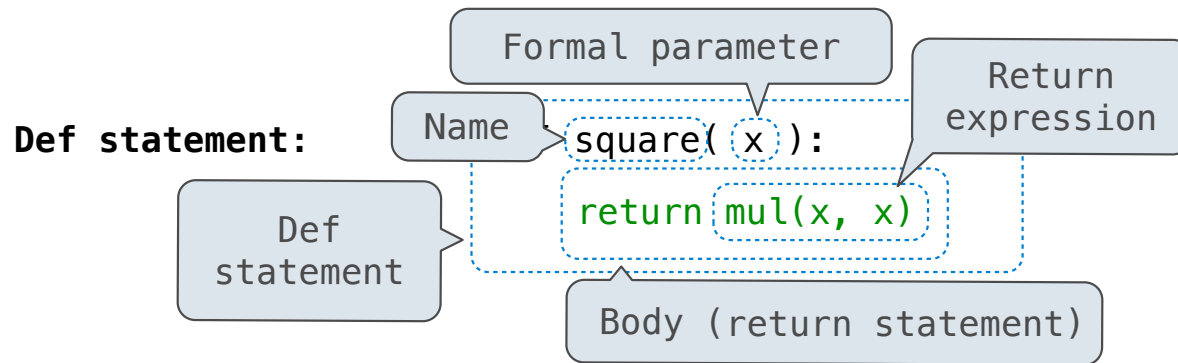 Formal parameter
Return
expression
Name
Def statement:
square( x ):
Def
statement
return mul(x, x)
Body (return statement)